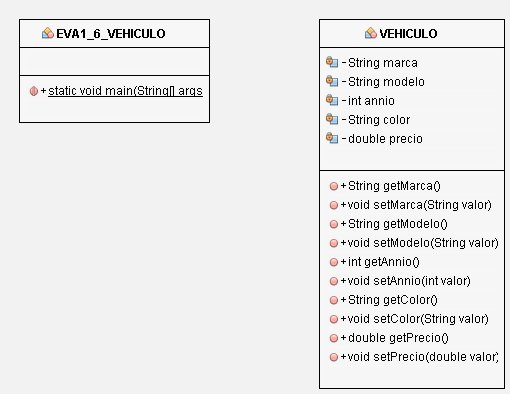 EVA1_6_VEHICULO
+static void main(String[] args
VEHICULO
-String marca
-String modelo
-int annio
-String color
-double precio
+String getMarca()
+void setMarca(String valor)
+String getModelo()
+void setModelo(String valor)
+int getAnnio()
+void setAnnio(int valor)
+String getColor()
+void setColor(String valor)
+double getPrecio()
+void setPrecio(double valor)